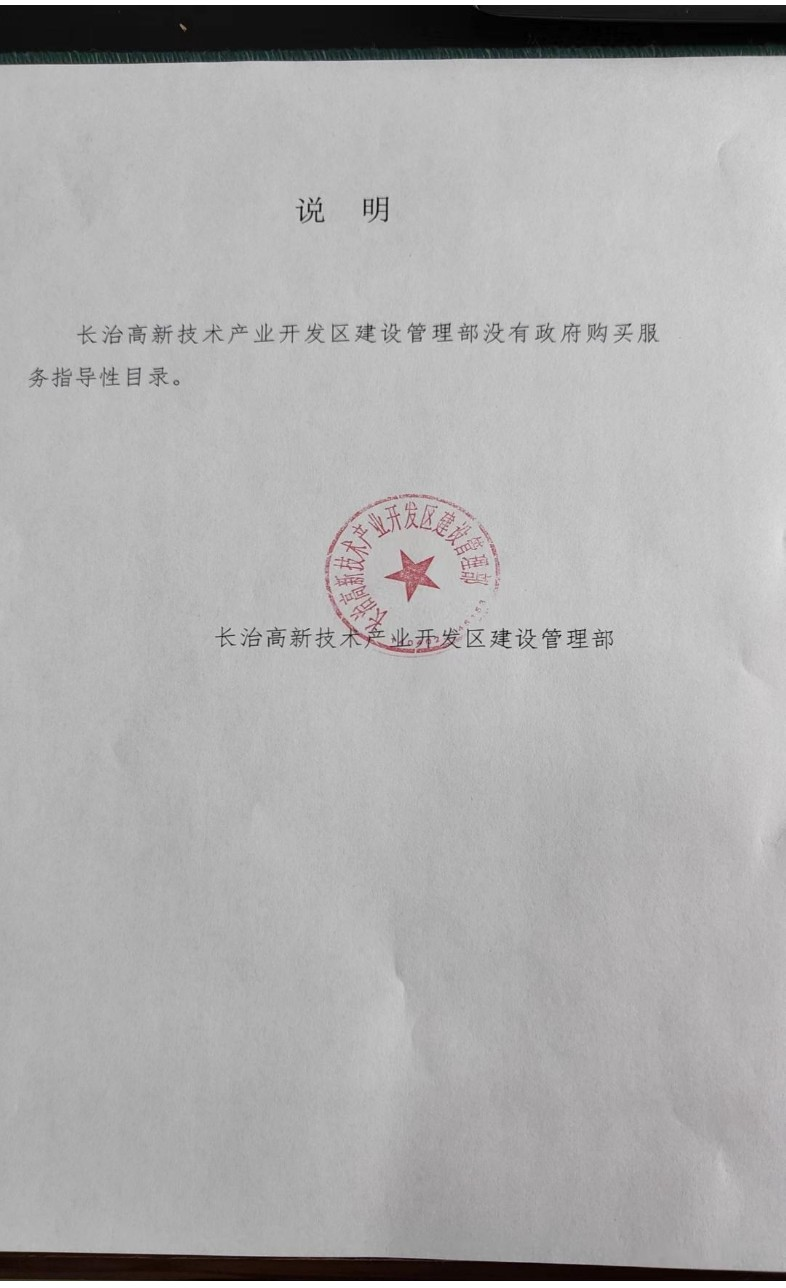 说 明
长治高新技术产业开发区建设管理部没有政府购买服
务指导性目录。
长治高新技术产业开发区建设管理部
长治高新技术产业开发区建设管理部